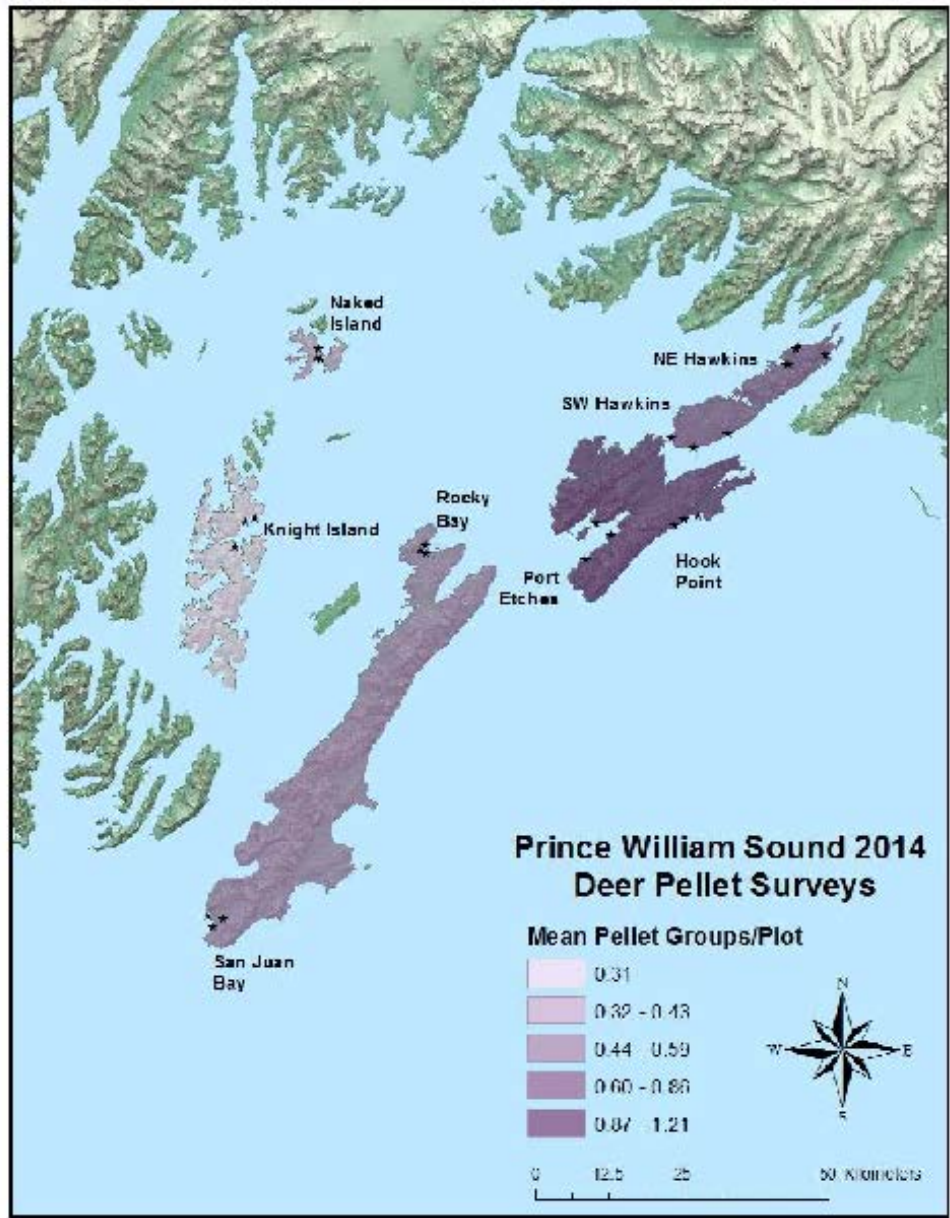 Naked
Island
NE Hawkins
SW Hawkins
Rocky
Bay
Knight Island
Hook
Point
Port
Etches
San Juan
Bay
Prince William Sound 2014
Deer Pellet Surveys
Mean Pellet Groups/Plot
0.31
0.32 - 0.43
0.44 - 0.59
0.60 - 0.86
0.87 - 1.21
N
W
E
S
0 12.5 25 50 Kilometers